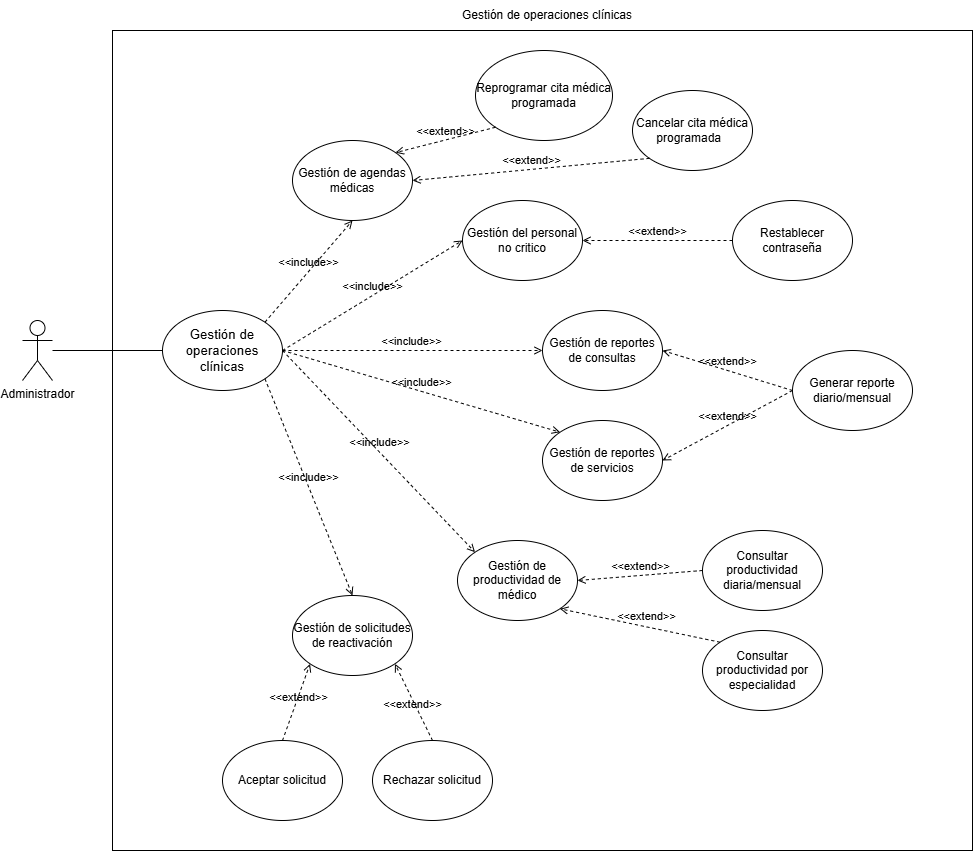 Gestión de operaciones clínicas
Reprogramar cita médica
programada
Cancelar cita médica
programada
<<extend>>
<<extend>>
Gestión de agendas
médicas
Gestión del personal
no critico
<<extend>>
Restablecer
contraseña
<<include>>
<<include>>
Gestión de
operaciones
clínicas
<<include>>
Gestión de reportes
de consultas
<<extend>>
Generar reporte
diario/mensual
Administrador
<<include>>
<<extend>>
Gestión de reportes
de servicios
<<include>>
<<include>>
Gestión de
productividad de
médico
<<extend>>
Consultar
productividad
diaria/mensual
<<extend>>
Consultar
productividad por
especialidad
Gestión de solicitudes
de reactivación
<<extend>>
<<extend>>
Aceptar solicitud
Rechazar solicitud